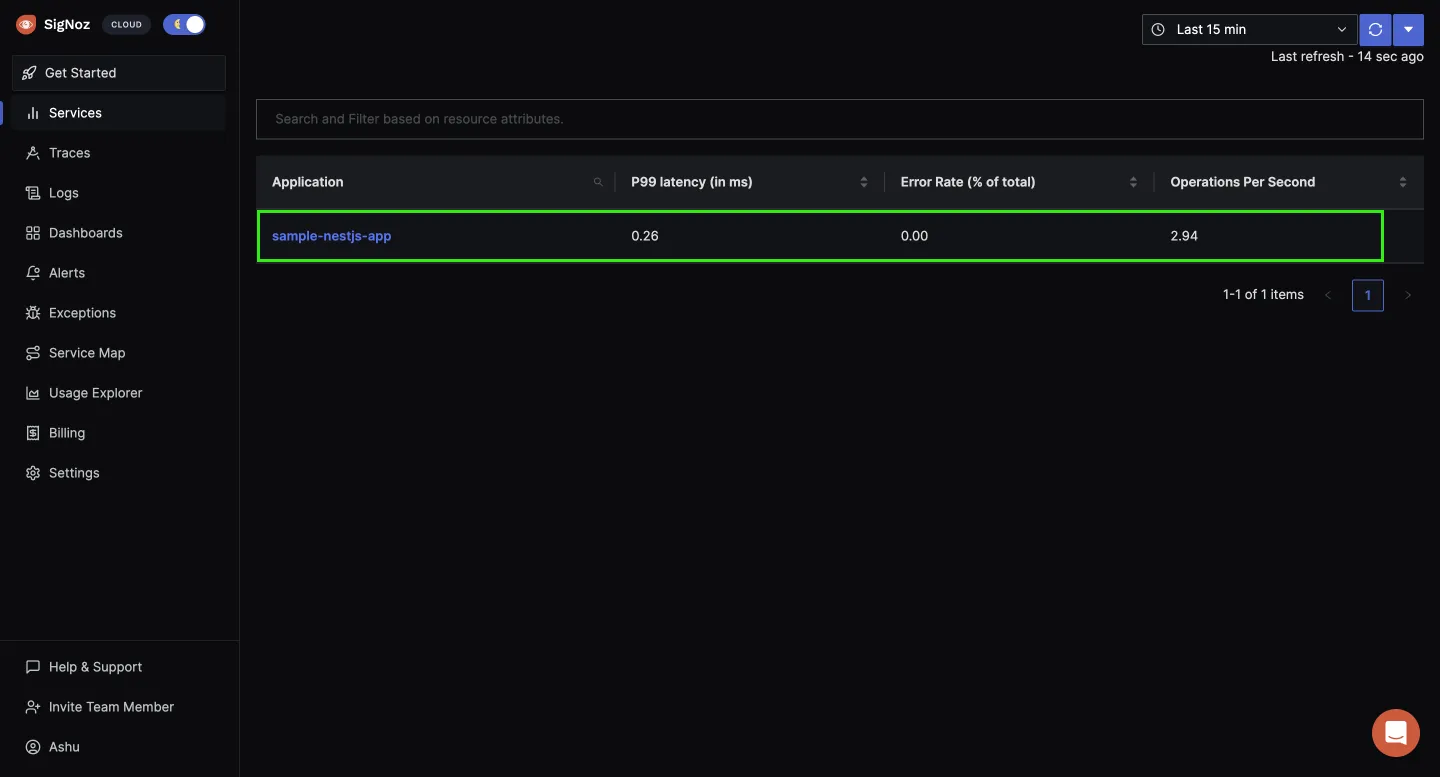 SigNoz CLOUD
Get Started
Services
Traces
Logs
Dashboards
Alerts
Exceptions
Service Map
Usage Explorer
Billing
Settings
Help & Support
Invite Team Member
Ashu
Last 15 min
Last refresh - 14 sec ago
Search and Filter based on resource attributes.
Application P99 latency (in ms) Error Rate (% of total) Operations Per Second
sample-nestjs-app 0.26 0.00 2.94
1-1 of 1 items 1